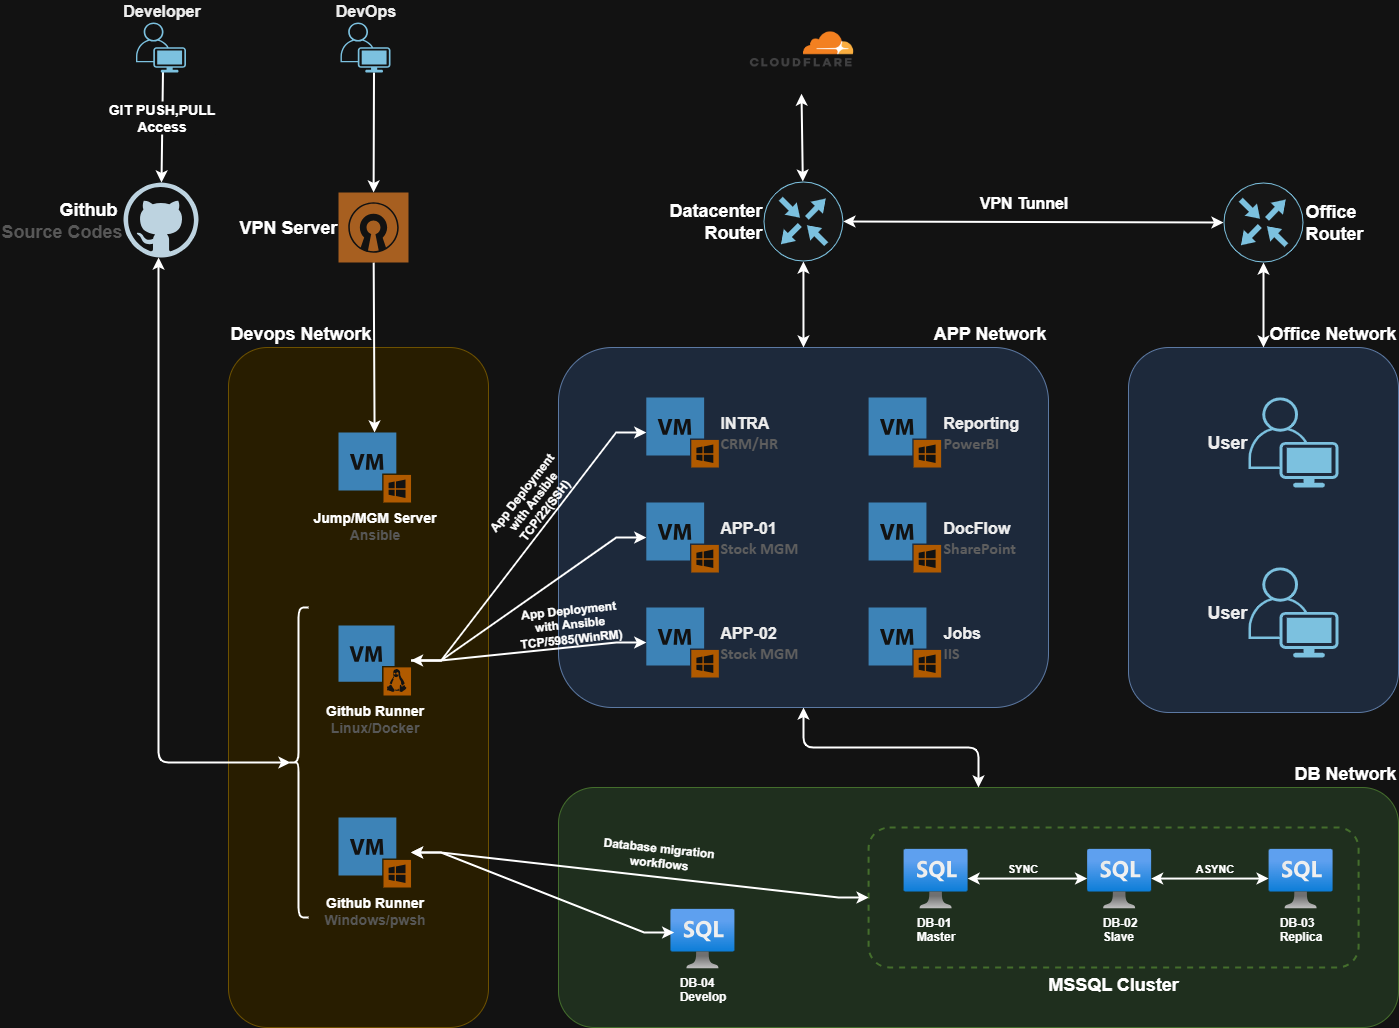 Developer
DevOps
CLOUDFLARE
GIT PUSH,PULL
Access
Github
Source Codes
VPN Server
Datacenter
Router
VPN Tunnel
Office
Router
Devops Network
APP Network
Office Network
VM
Jump/MGM Server
Ansible
VM
Github Runner
Linux/Docker
VM
Github Runner
Windows/pwsh
App Deployment
with Ansible
TCP/22(SSH)
App Deployment
with Ansible
TCP/5985(WinRM)
VM
INTRA
CRM/HR
VM
Reporting
PowerBI
VM
APP-01
Stock MGM
VM
DocFlow
SharePoint
VM
APP-02
Stock MGM
VM
Jobs
IIS
User
User
DB Network
Database migration
workflows
SQL
DB-04
Develop
SQL
DB-01
Master
SYNC
SQL
DB-02
Slave
ASYNC
SQL
DB-03
Replica
MSSQL Cluster